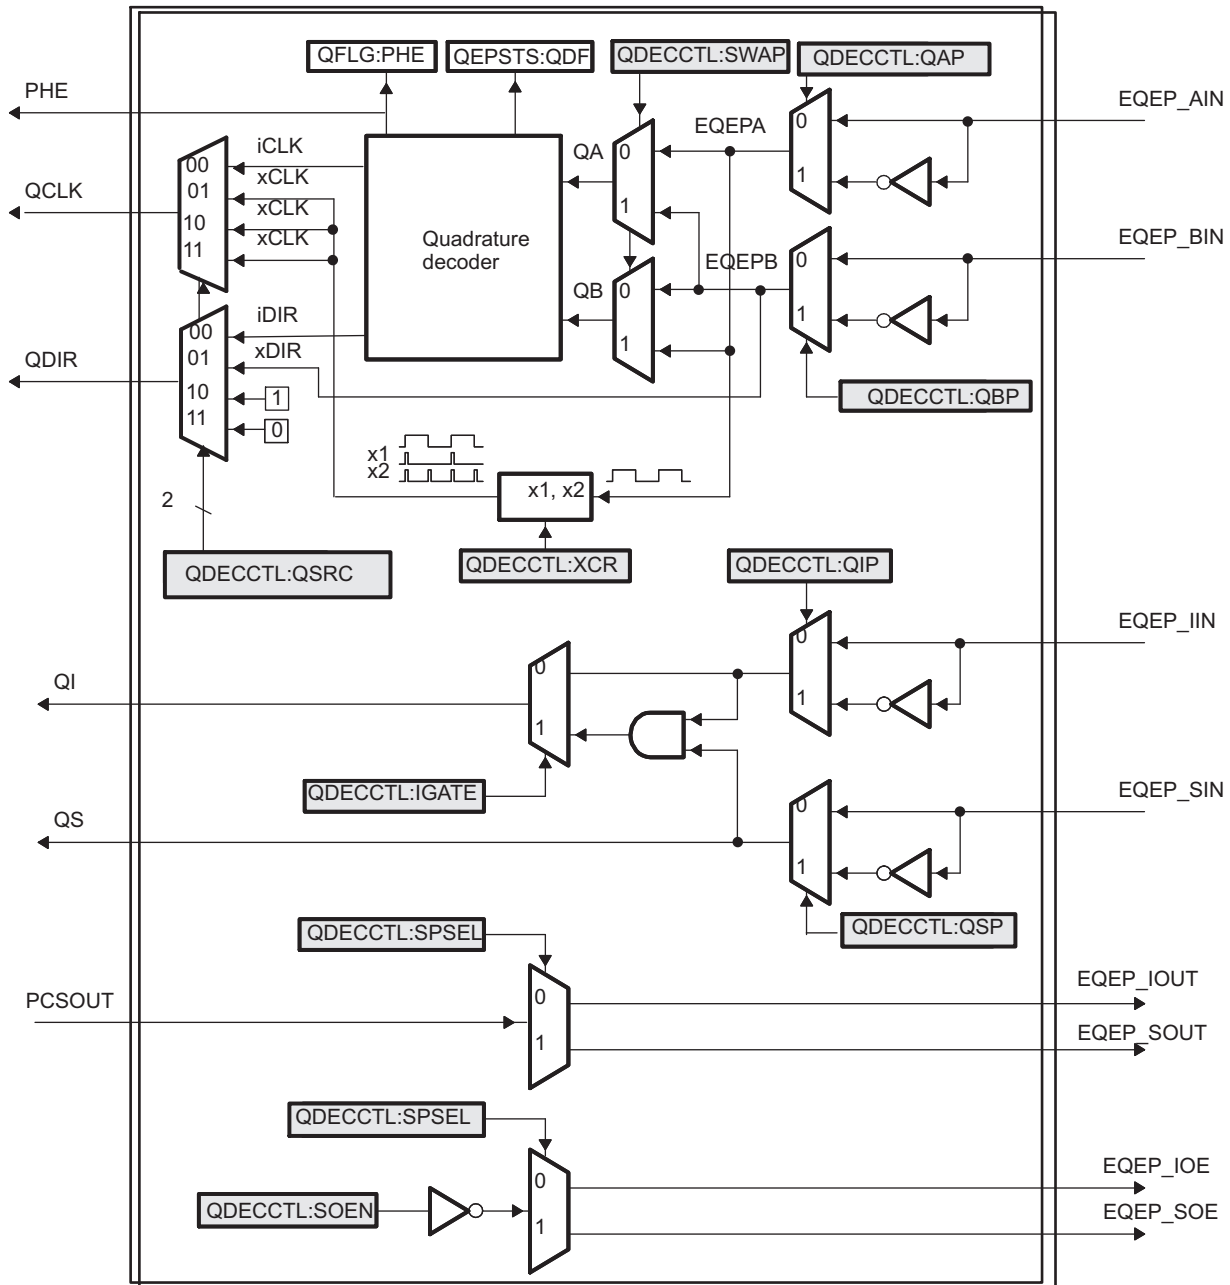 QFLG:PHE
QEPSTS:QDF
QDECCTL:SWAP
QDECCTL:QAP
PHE
EQEP_AIN
EQEPA
0
1
QA
0
1
iCLK
xCLK
xCLK
xCLK
00
01
10
11
QCLK
Quadrature
decoder
EQEP_BIN
EQEPB
0
1
QB
0
1
iDIR
xDIR
00
01
10
11
1
0
QDIR
QDECCTL:QBP
x1
x2
x1, x2
2
QDECCTL:QSRC
QDECCTL:XCR
QDECCTL:QIP
EQEP_IIN
0
1
QI
0
1
QDECCTL:IGATE
EQEP_SIN
0
1
QS
QDECCTL:QSP
QDECCTL:SPSEL
PCSOUT
0
1
EQEP_IOUT
EQEP_SOUT
QDECCTL:SPSEL
QDECCTL:SOEN
0
1
EQEP_IOE
EQEP_SOE